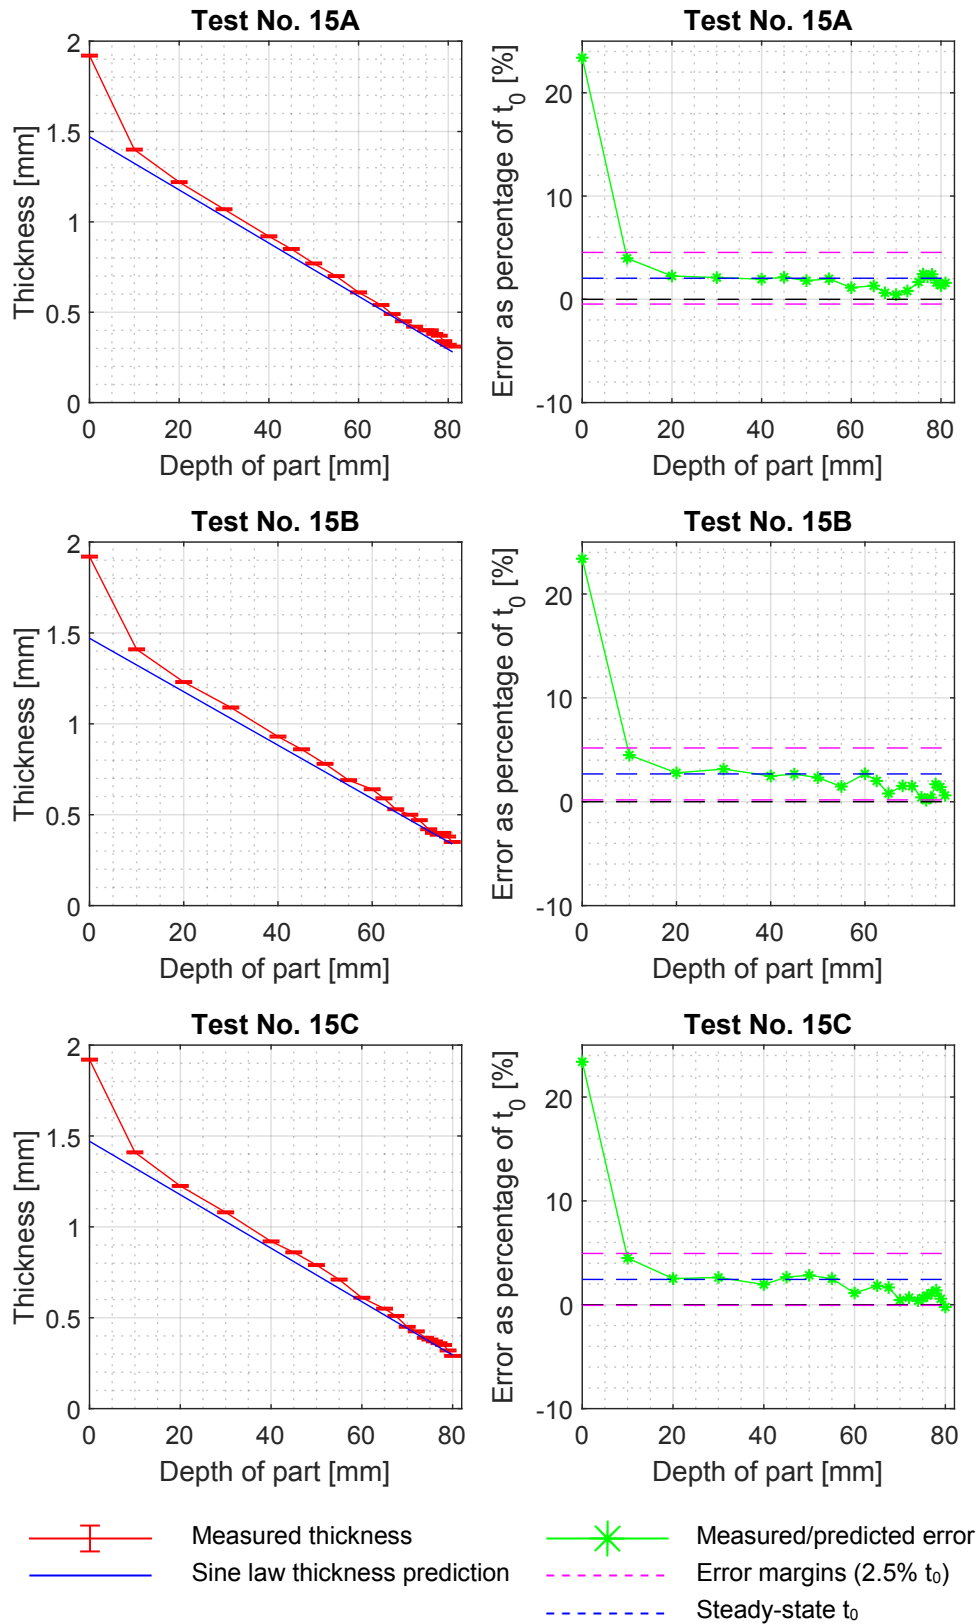 Test No. 15A
Thickness [mm]
2
1.5
1
0.5
0
0 20 40 60 80
Depth of part [mm]
Test No. 15A
Error as percentage of t₀ [%]
20
10
0
-10
0 20 40 60 80
Depth of part [mm]
Test No. 15B
Thickness [mm]
2
1.5
1
0.5
0
0 20 40 60
Depth of part [mm]
Test No. 15B
Error as percentage of t₀ [%]
20
10
0
-10
0 20 40 60
Depth of part [mm]
Test No. 15C
Thickness [mm]
2
1.5
1
0.5
0
0 20 40 60 80
Depth of part [mm]
Test No. 15C
Error as percentage of t₀ [%]
20
10
0
-10
0 20 40 60 80
Depth of part [mm]
Measured thickness
Sine law thickness prediction
Measured/predicted error
Error margins (2.5% t₀)
Steady-state t₀